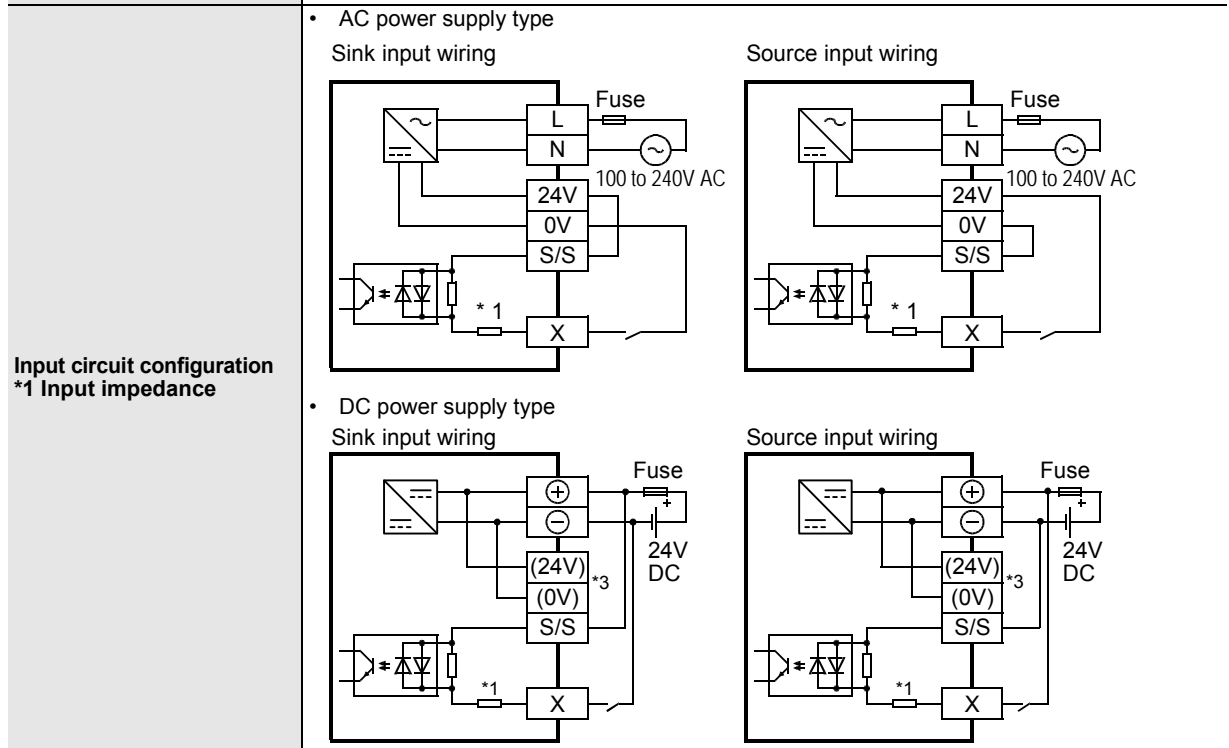 • AC power supply type
Sink input wiring
Source input wiring
Fuse
L
N
100 to 240V AC
24V
0V
S/S
* 1
X
Fuse
L
N
100 to 240V AC
24V
0V
S/S
* 1
X
Input circuit configuration
*1 Input impedance
• DC power supply type
Sink input wiring
Source input wiring
Fuse
+
+
−
24V
DC
(24V)
*3
(0V)
S/S
*1
X
Fuse
+
+
−
24V
DC
(24V)
*3
(0V)
S/S
*1
X